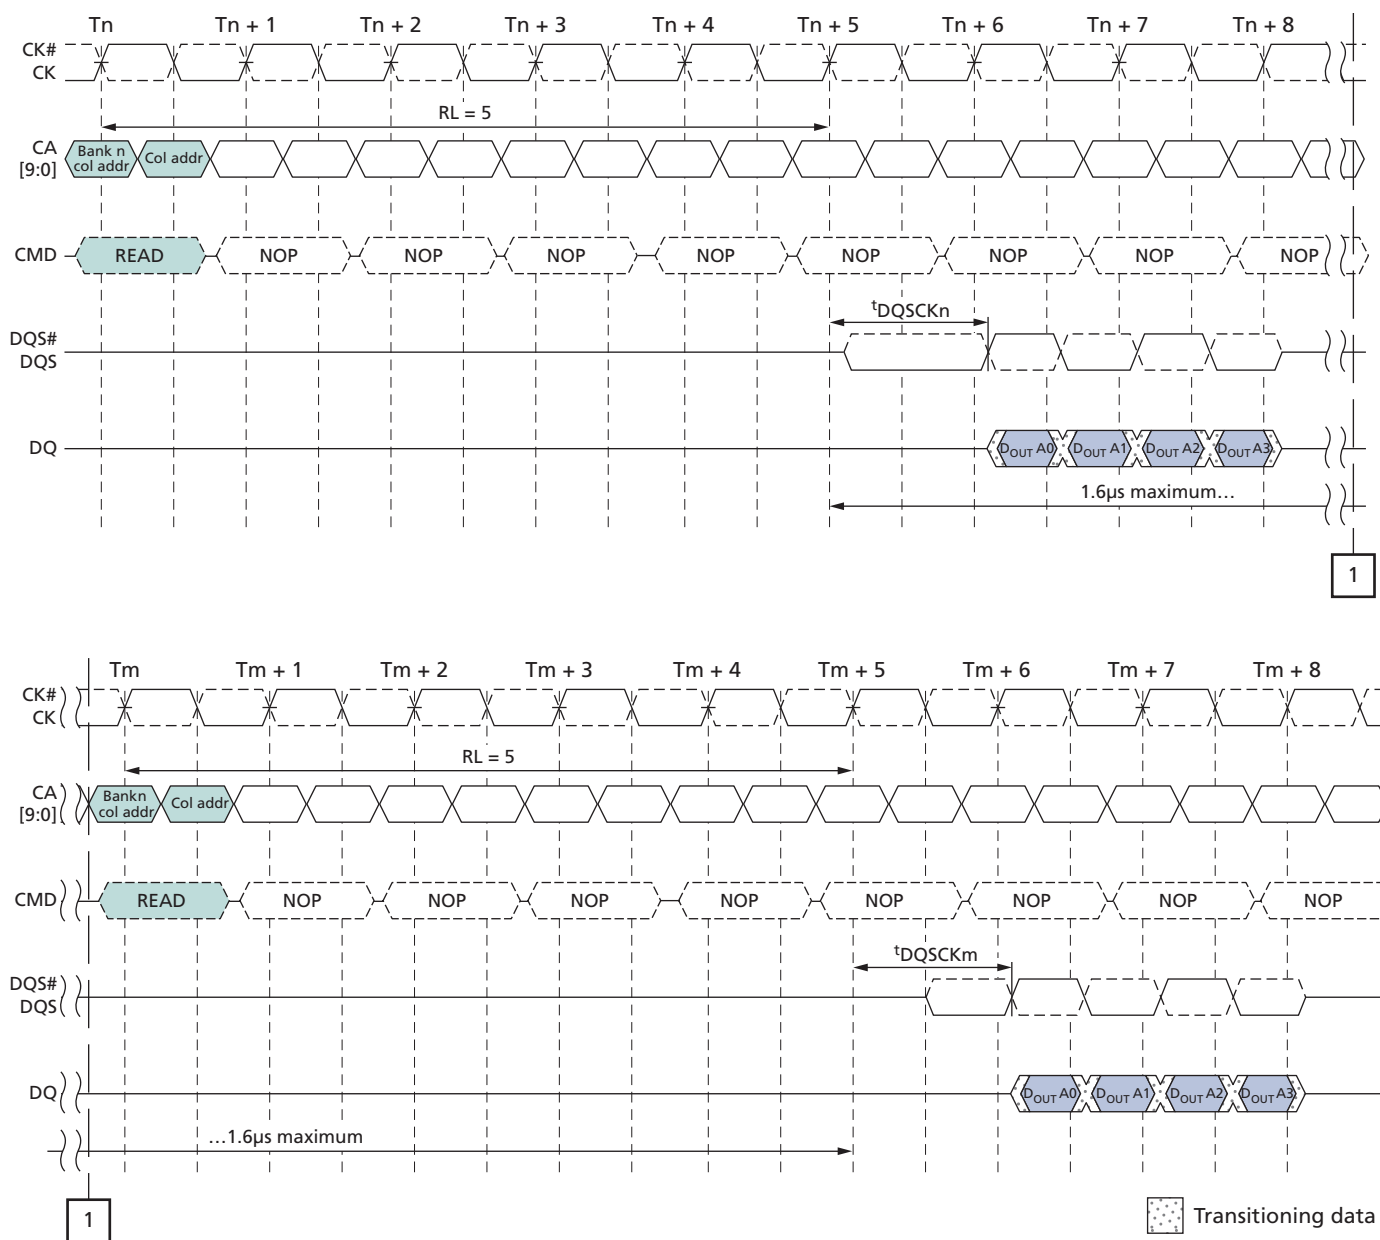 Tn Tn + 1 Tn + 2 Tn + 3 Tn + 4 Tn + 5 Tn + 6 Tn + 7 Tn + 8
CK#
CK
RL = 5
CA
[9:0]
Bank n
col addr
Col addr
CMD READ NOP NOP NOP NOP NOP NOP NOP NOP
tDQSCKn
DQS#
DQS
DQ DOUT A0 DOUT A1 DOUT A2 DOUT A3
1.6µs maximum…
1
Tm Tm + 1 Tm + 2 Tm + 3 Tm + 4 Tm + 5 Tm + 6 Tm + 7 Tm + 8
CK#
CK
RL = 5
CA
[9:0]
Bankn
col addr
Col addr
CMD READ NOP NOP NOP NOP NOP NOP NOP NOP
tDQSCKm
DQS#
DQS
DQ DOUT A0 DOUT A1 DOUT A2 DOUT A3
…1.6µs maximum
1
Transitioning data